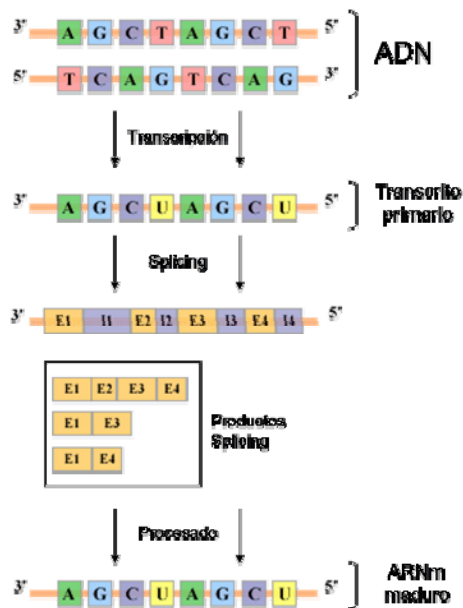 3" A G C T A G C T 5"
ADN
5" T C A G T C A G 3"
Transcripción
3" A G C U A G C U 5"
Transcrito
primario
Splicing
3" E1 I1 E2 I2 E3 I3 E4 I4 5"
E1 E2 E3 E4
E1 E3
E1 E4
Productos
Splicing
Procesado
3" A G C U A G C U 5"
ARNm
maduro